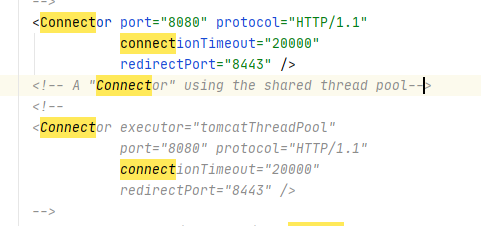 -->
<Connector port="8080" protocol="HTTP/1.1"
connectionTimeout="20000"
redirectPort="8443" />
<!-- A "Connector" using the shared thread pool-->
<!--
<Connector executor="tomcatThreadPool"
port="8080" protocol="HTTP/1.1"
connectionTimeout="20000"
redirectPort="8443" />
-->